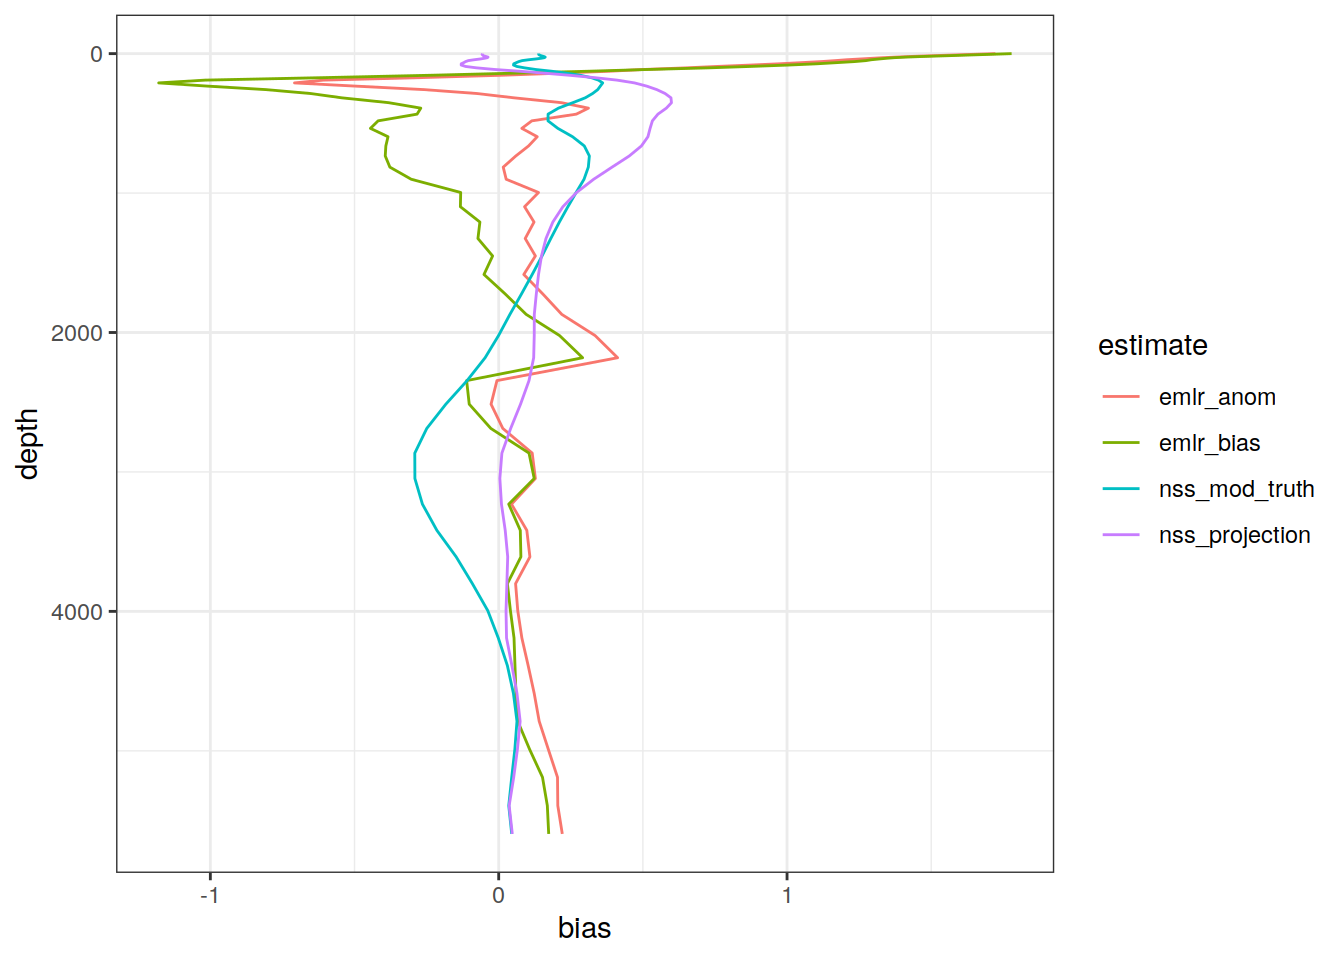 0
2000
4000
depth
-1
0
1
bias
estimate
emlr_anom
emlr_bias
nss_mod_truth
nss_projection